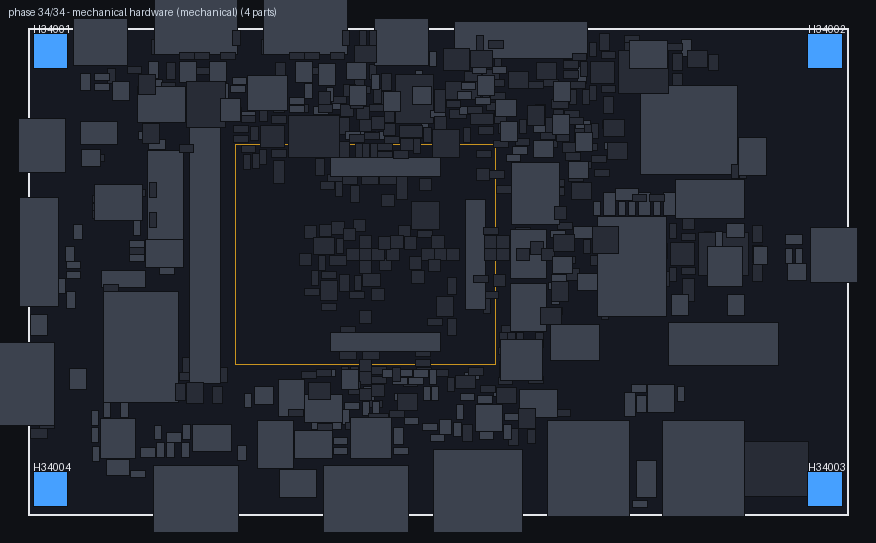 phase 34/34 - mechanical hardware (mechanical) (4 parts)
H34001
H34002
H34004
H34003